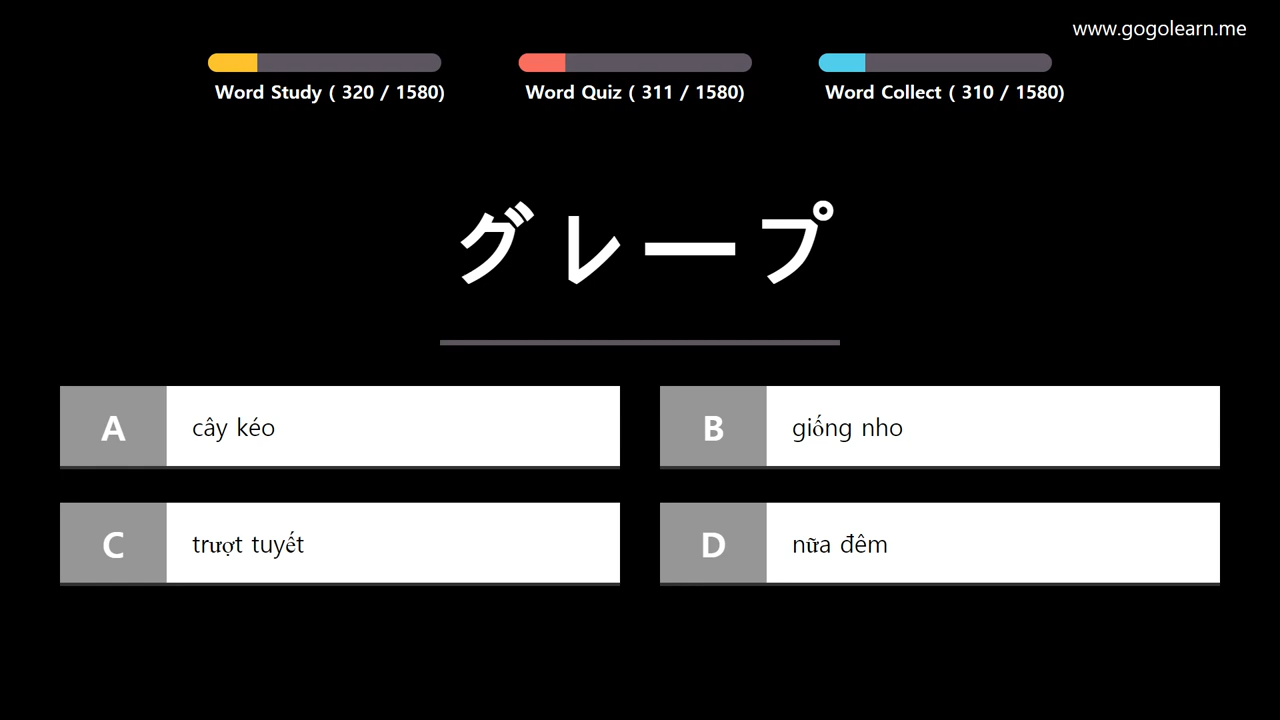 www.gogolearn.me
Word Study ( 320 / 1580)
Word Quiz ( 311 / 1580)
Word Collect ( 310 / 1580)
グレープ
A cây kéo
B giống nho
C trượt tuyết
D nữa đêm